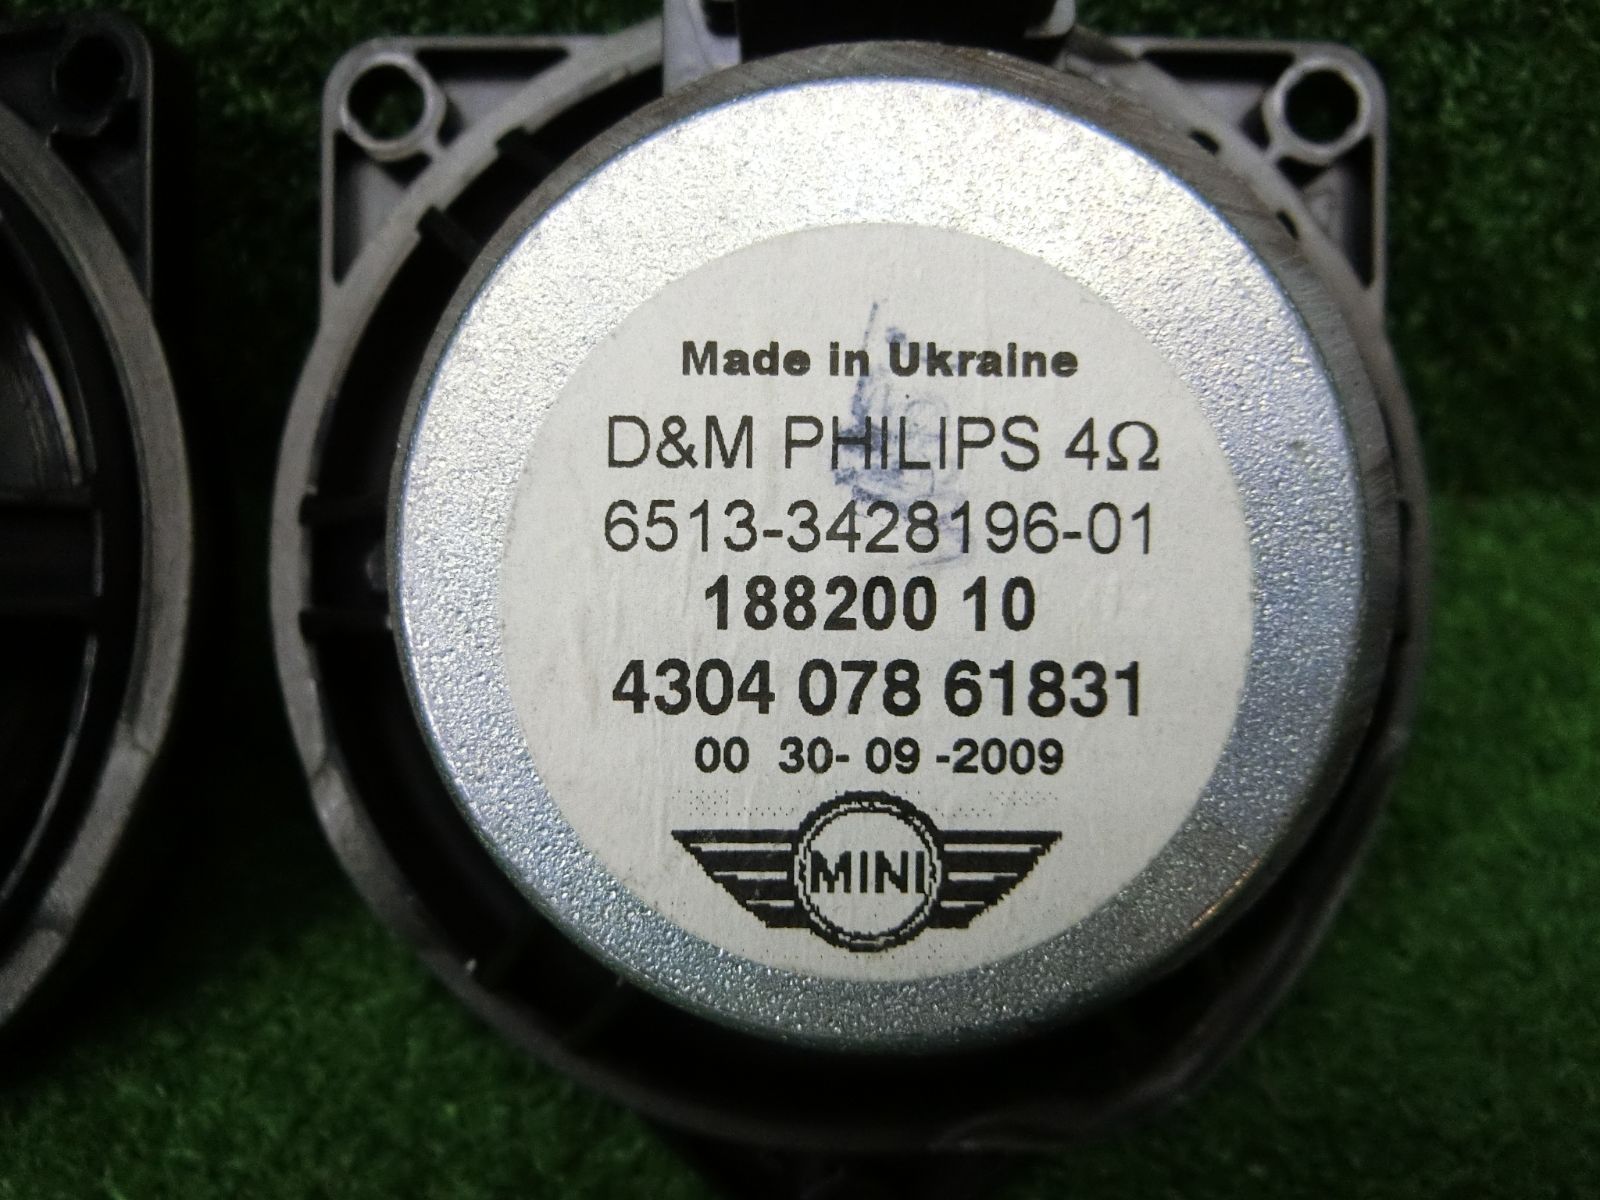 Made in Ukraine
D&M PHILIPS 4Ω
6513-3428196-01
188200 10
4304 078 61831
00 30-09-2009
MINI